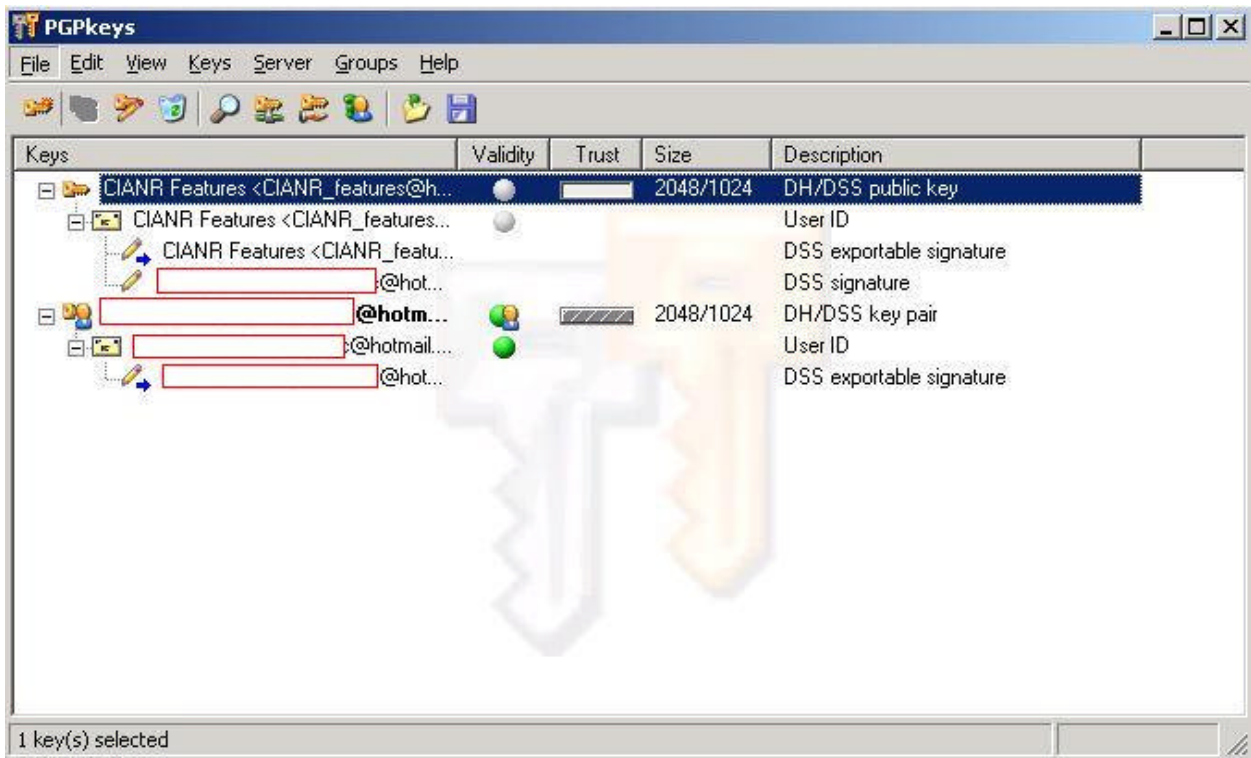 PGPkeys
File Edit View Keys Server Groups Help
Keys Validity Trust Size Description
CIANR Features <CIANR_features@h... 2048/1024 DH/DSS public key
CIANR Features <CIANR_features... User ID
CIANR Features <CIANR_featu... DSS exportable signature
@hot... DSS signature
@hotm... 2048/1024 DH/DSS key pair
@hotmail.... User ID
@hot... DSS exportable signature
1 key(s) selected